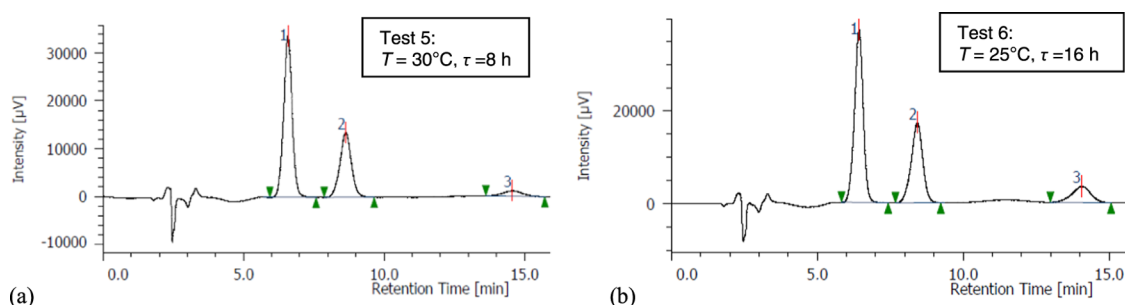 Test 5:
T = 30°C, τ =8 h
Intensity [µV]
30000
20000
10000
0
-10000
1
2
3
0.0 5.0 10.0 15.0
Retention Time [min]
(a)
Test 6:
T = 25°C, τ =16 h
Intensity [µV]
20000
0
1
2
3
0.0 5.0 10.0 15.0
Retention Time [min]
(b)